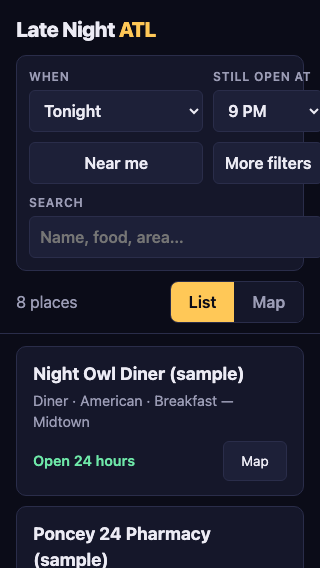 Late Night ATL
WHEN
STILL OPEN AT
Tonight
9 PM
Near me
More filters
SEARCH
Name, food, area...
8 places
List
Map
Night Owl Diner (sample)
Diner · American · Breakfast —
Midtown
Open 24 hours
Map
Poncey 24 Pharmacy
(sample)